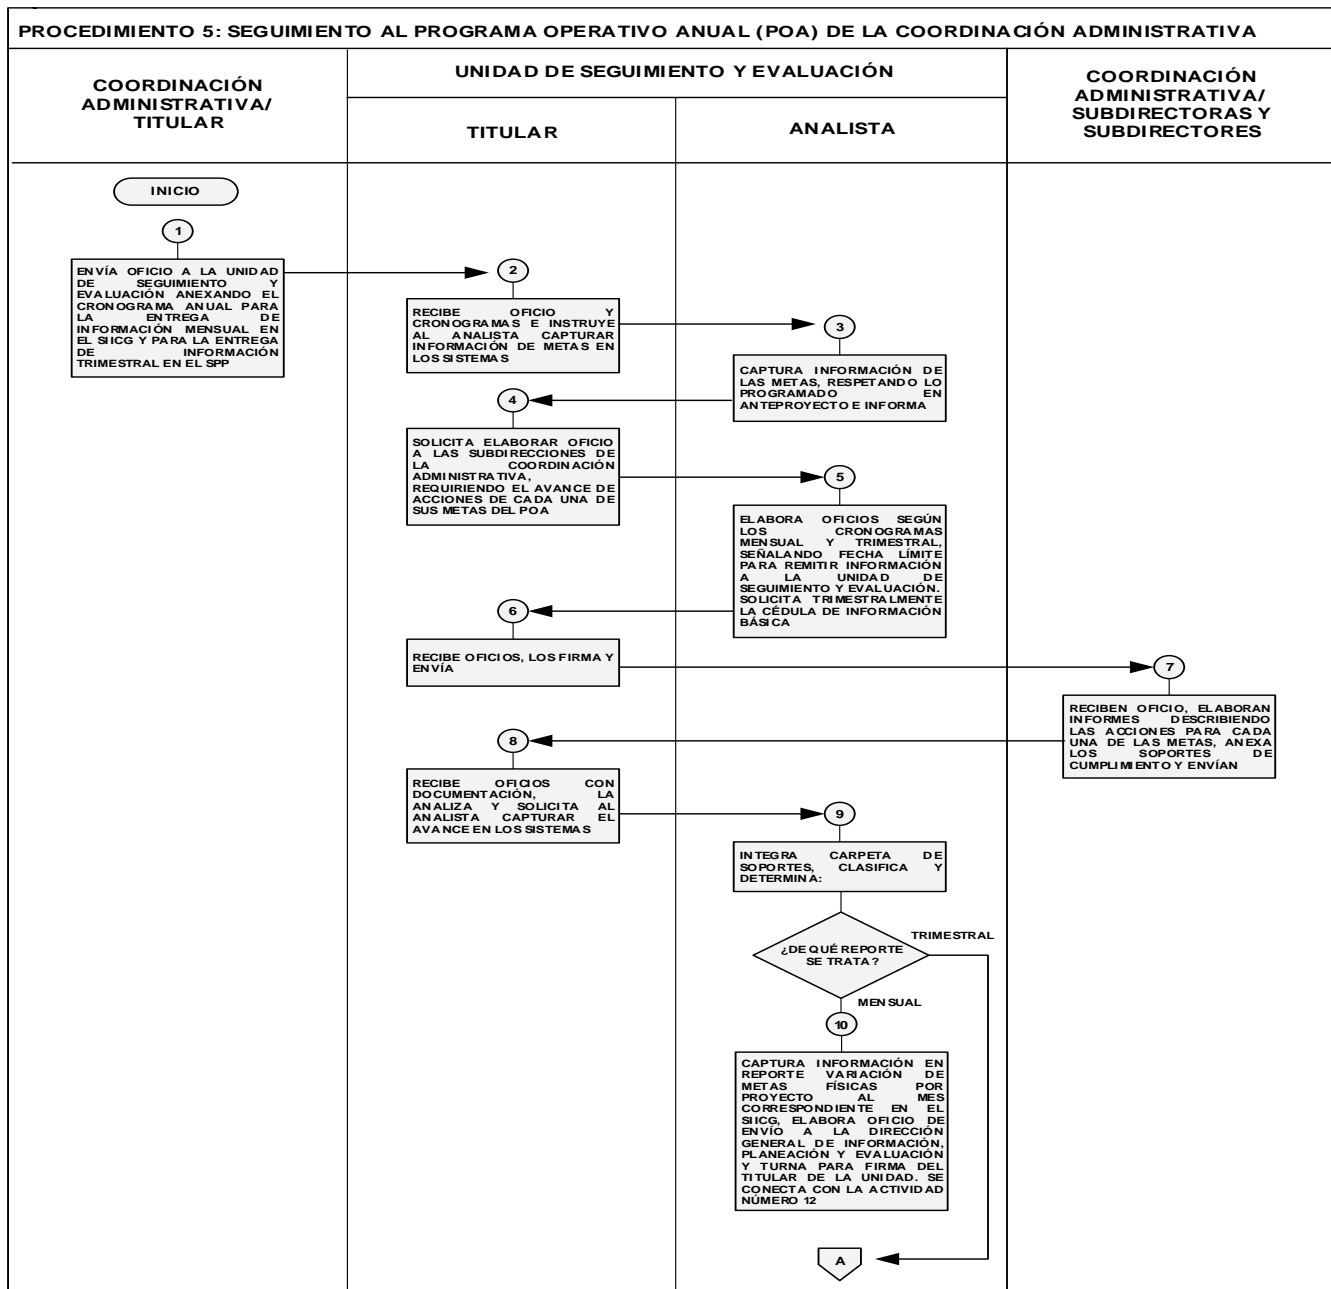 PROCEDIMIENTO 5: SEGUIMIENTO AL PROGRAMA OPERATIVO ANUAL (POA) DE LA COORDINACIÓN ADMINISTRATIVA
COORDINACIÓN
ADMINISTRATIVA/
TITULAR
UNIDAD DE SEGUIMIENTO Y EVALUACIÓN
TITULAR
ANALISTA
COORDINACIÓN
ADMINISTRATIVA/
SUBDIRECTORAS Y
SUBDIRECTORES
INICIO
1
ENVÍA OFICIO A LA UNIDAD
DE SEGUIMIENTO Y
EVALUACIÓN ANEXANDO EL
CRONOGRAMA ANUAL PARA
LA ENTREGA DE
INFORMACIÓN MENSUAL EN
EL SIICG Y PARA LA ENTREGA
DE INFORMACIÓN
TRIMESTRAL EN EL SPP
2
RECIBE OFICIO Y
CRONOGRAMAS E INSTRUYE
AL ANALISTA CAPTURAR
INFORMACIÓN DE METAS EN
LOS SISTEMAS
3
CAPTURA INFORMACIÓN DE
LAS METAS, RESPETANDO LO
PROGRAMADO EN
ANTEPROYECTO E INFORMA
4
SOLICITA ELABORAR OFICIO
A LAS SUBDIRECCIONES DE
LA COORDINACIÓN
ADMINISTRATIVA,
REQUIRIENDO EL AVANCE DE
ACCIONES DE CADA UNA DE
SUS METAS DEL POA
5
ELABORA OFICIOS SEGÚN
LOS CRONOGRAMAS
MENSUAL Y TRIMESTRAL,
SEÑALANDO FECHA LÍMITE
PARA REMITIR INFORMACIÓN
A LA UNIDAD DE
SEGUIMIENTO Y EVALUACIÓN.
SOLICITA TRIMESTRALMENTE
LA CÉDULA DE INFORMACIÓN
BÁSICA
6
RECIBE OFICIOS, LOS FIRMA Y
ENVÍA
7
RECIBEN OFICIO, ELABORAN
INFORMES DESCRIBIENDO
LAS ACCIONES PARA CADA
UNA DE LAS METAS, ANEXA
LOS SOPORTES DE
CUMPLIMIENTO Y ENVÍAN
8
RECIBE OFICIOS CON
DOCUMENTACIÓN, LA
ANALIZA Y SOLICITA AL
ANALISTA CAPTURAR EL
AVANCE EN LOS SISTEMAS
9
INTEGRA CARPETA DE
SOPORTES, CLASIFICA Y
DETERMINA:
¿DE QUÉ REPORTE
SE TRATA?
TRIMESTRAL
MENSUAL
10
CAPTURA INFORMACIÓN EN
REPORTE VARIACIÓN DE
METAS FÍSICAS POR
PROYECTO AL MES
CORRESPONDIENTE EN EL
SIICG, ELABORA OFICIO DE
ENVÍO A LA DIRECCIÓN
GENERAL DE INFORMACIÓN,
PLANEACIÓN Y EVALUACIÓN
Y TURNA PARA FIRMA DEL
TITULAR DE LA UNIDAD. SE
CONECTA CON LA ACTIVIDAD
NÚMERO 12
A